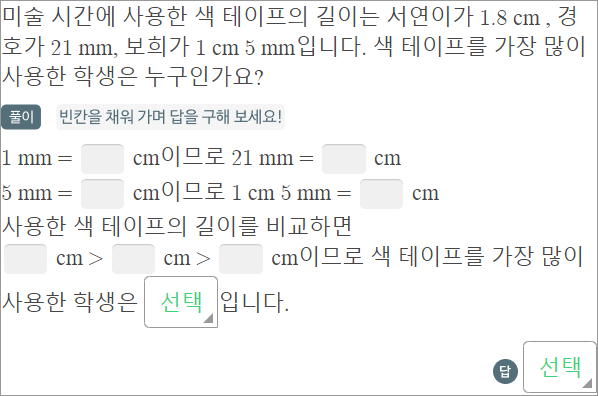 미술 시간에 사용한 색 테이프의 길이는 서연이가 1.8 cm , 경
호가 21 mm, 보희가 1 cm 5 mm입니다. 색 테이프를 가장 많이
사용한 학생은 누구인가요?
풀이 빈칸을 채워 가며 답을 구해 보세요!
1 mm = cm이므로 21 mm = cm
5 mm = cm이므로 1 cm 5 mm = cm
사용한 색 테이프의 길이를 비교하면
cm > cm > cm이므로 색 테이프를 가장 많이
사용한 학생은 선택 입니다.
답 선택